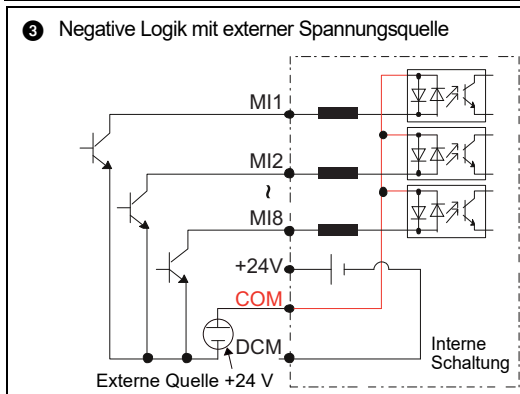 ❸ Negative Logik mit externer Spannungsquelle
MI1
MI2
~
MI8
+24V
COM
DCM
Interne
Schaltung
Externe Quelle +24 V